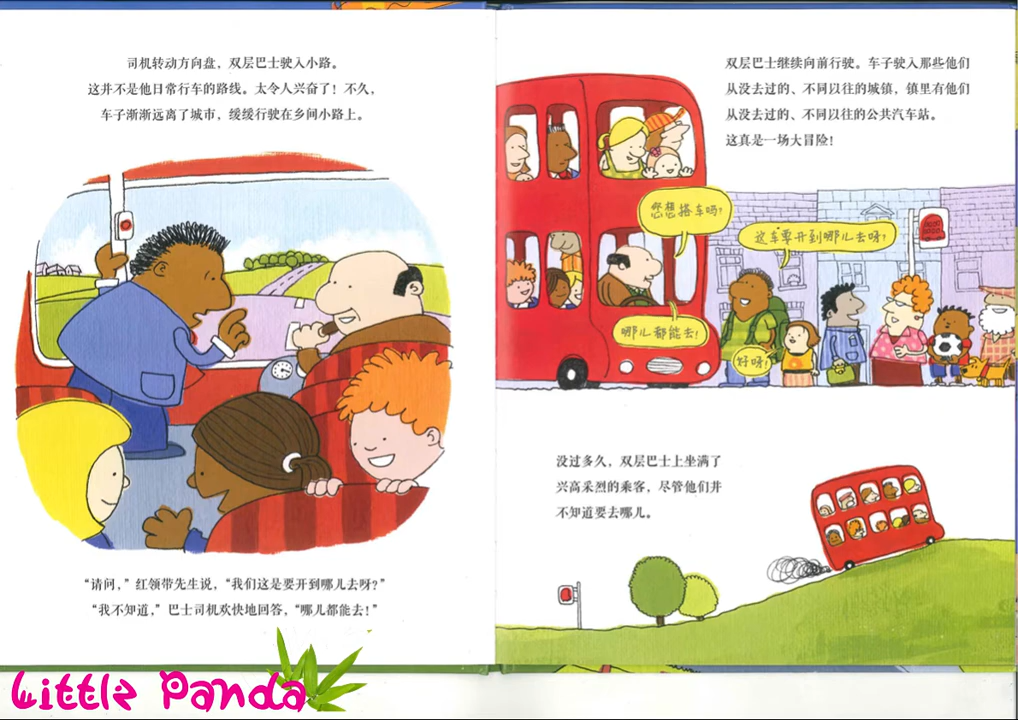 司机转动方向盘，双层巴士驶入小路。
这并不是他日常行车的路线。太令人兴奋了！不久，
车子渐渐远离了城市，缓缓行驶在乡间小路上。
“请问，”红领带先生说，“我们这是要开到哪儿去呀？”
“我不知道，”巴士司机欢快地回答，“哪儿都能去！”
双层巴士继续向前行驶。车子驶入那些他们
从没去过的、不同以往的城镇，镇里有他们
从没去过的、不同以往的公共汽车站。
这真是一场大冒险！
您想搭车吗？
这车要开到哪儿去呀？
哪儿都能去！
好呀！
没过多久，双层巴士上坐满了
兴高采烈的乘客，尽管他们并
不知道要去哪儿。
Little Panda